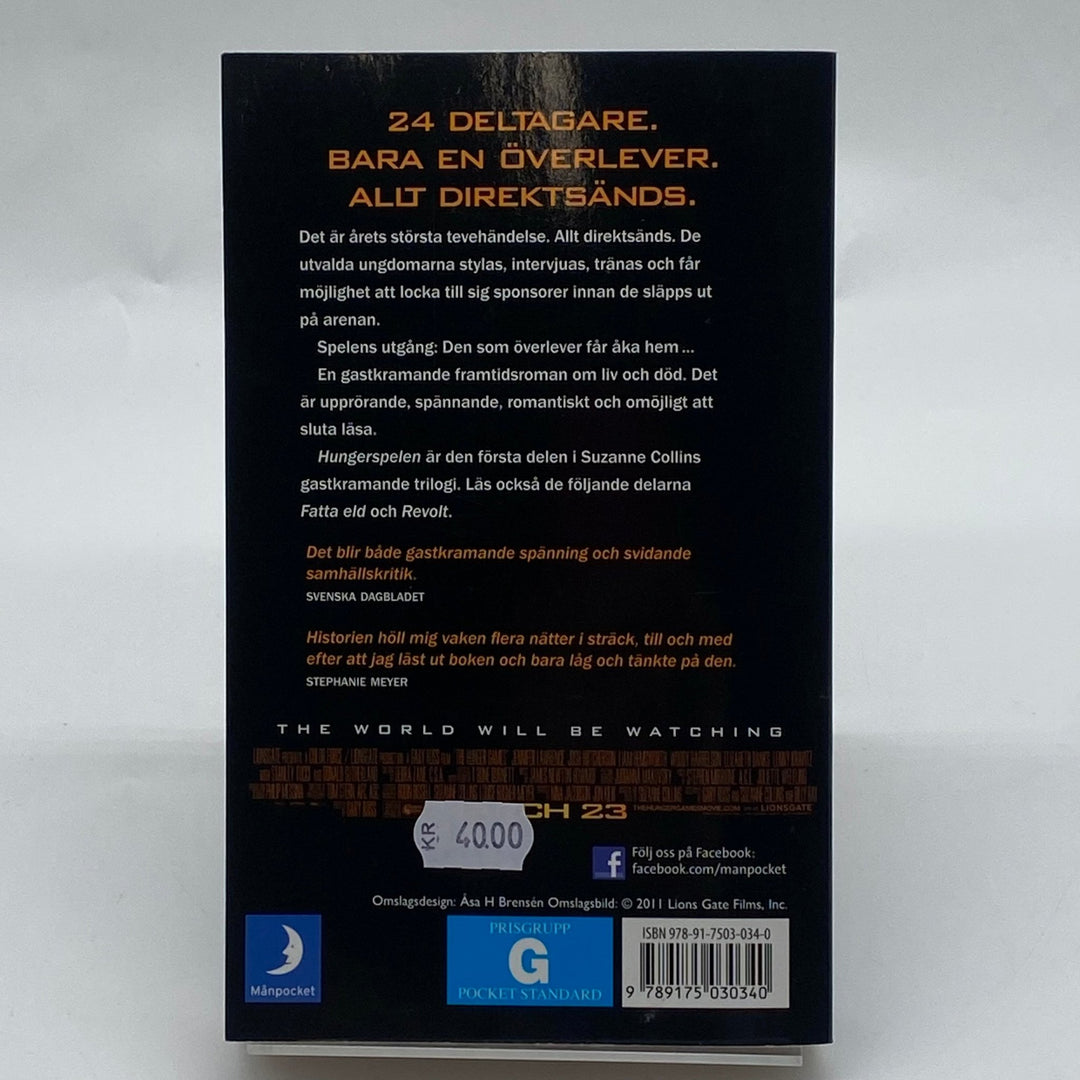 24 DELTAGARE.
BARA EN ÖVERLEVER.
ALLT DIREKTSÄNDS.
Det är årets största tevehändelse. Allt direktsänds. De
utvalda ungdomarna stylas, intervjuas, tränas och får
möjlighet att locka till sig sponsorer innan de släpps ut
på arenan.
Spelens utgång: Den som överlever får åka hem ...
En gastkramande framtidsroman om liv och död. Det
är upprörande, spännande, romantiskt och omöjligt att
sluta läsa.
Hungerspelen är den första delen i Suzanne Collins
gastkramande trilogi. Läs också de följande delarna
Fatta eld och Revolt.
Det blir både gastkramande spänning och svidande
samhällskritik.
SVENSKA DAGBLADET
Historien höll mig vaken flera nätter i sträck, till och med
efter att jag läst ut boken och bara låg och tänkte på den.
STEPHANIE MEYER
THE WORLD WILL BE WATCHING
CH 23
LIONSGATE
KR 40.00
Följ oss på Facebook:
facebook.com/manpocket
Omslagsdesign: Åsa H Brensén Omslagsbild: © 2011 Lions Gate Films, Inc.
Månpocket
PRISGRUPP
G
POCKET STANDARD
ISBN 978-91-7503-034-0
9 789175 030340